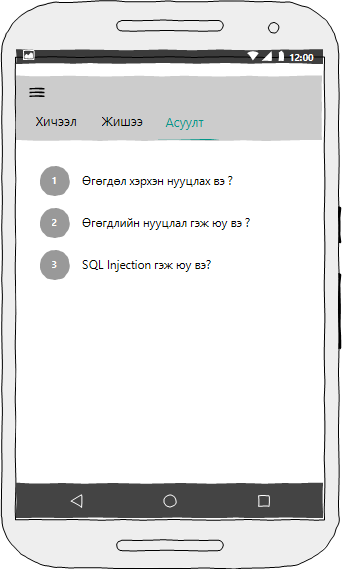 12:00
Хичээл Жишээ Асуулт
1 Өгөгдөл хэрхэн нууцлах вэ ?
2 Өгөгдлийн нууцлал гэж юу вэ ?
3 SQL Injection гэж юу вэ?